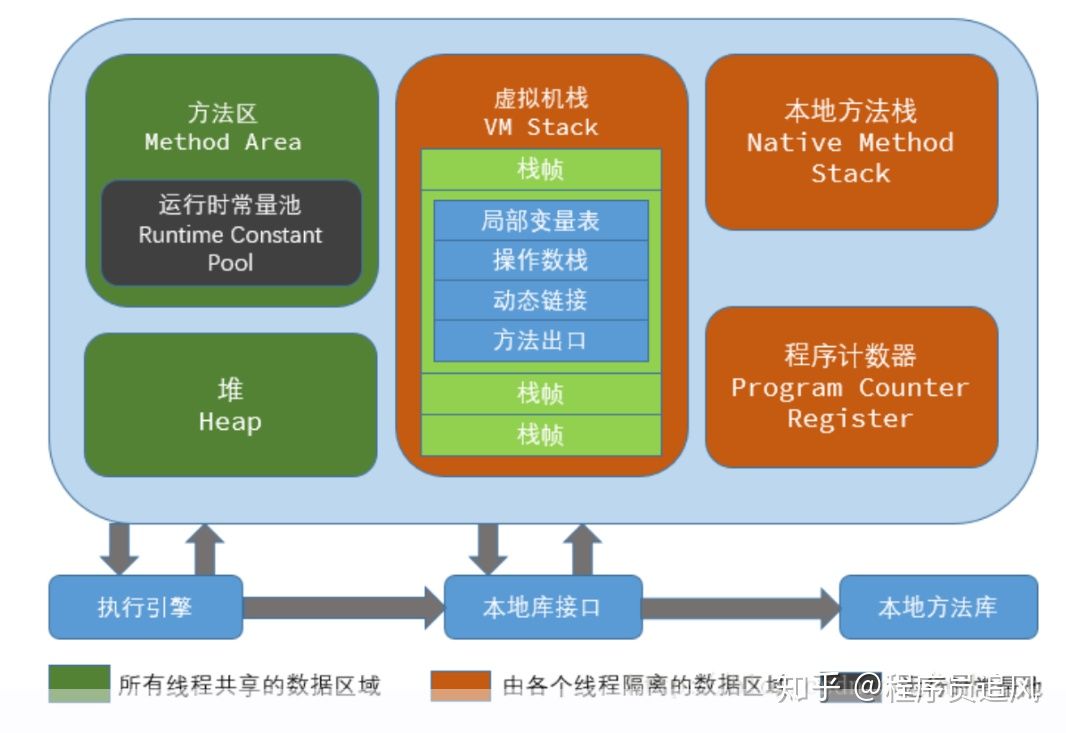 方法区
Method Area
运行时常量池
Runtime Constant
Pool
堆
Heap
虚拟机栈
VM Stack
栈帧
局部变量表
操作数栈
动态链接
方法出口
栈帧
栈帧
本地方法栈
Native Method
Stack
程序计数器
Program Counter
Register
执行引擎
本地库接口
本地方法库
所有线程共享的数据区域
由各个线程隔离的数据区域
知乎 @程序员追风